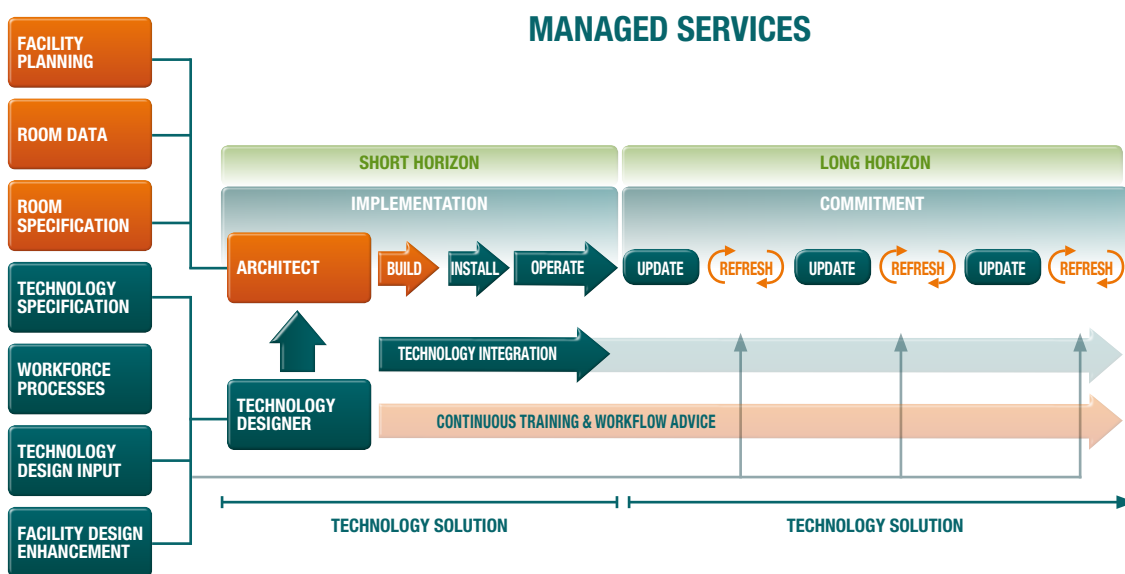 MANAGED SERVICES
FACILITY
PLANNING
ROOM DATA
ROOM
SPECIFICATION
TECHNOLOGY
SPECIFICATION
WORKFORCE
PROCESSES
TECHNOLOGY
DESIGN INPUT
FACILITY DESIGN
ENHANCEMENT
SHORT HORIZON
LONG HORIZON
IMPLEMENTATION
COMMITMENT
ARCHITECT
BUILD
INSTALL
OPERATE
UPDATE
REFRESH
UPDATE
REFRESH
UPDATE
REFRESH
TECHNOLOGY INTEGRATION
TECHNOLOGY
DESIGNER
CONTINUOUS TRAINING & WORKFLOW ADVICE
TECHNOLOGY SOLUTION
TECHNOLOGY SOLUTION